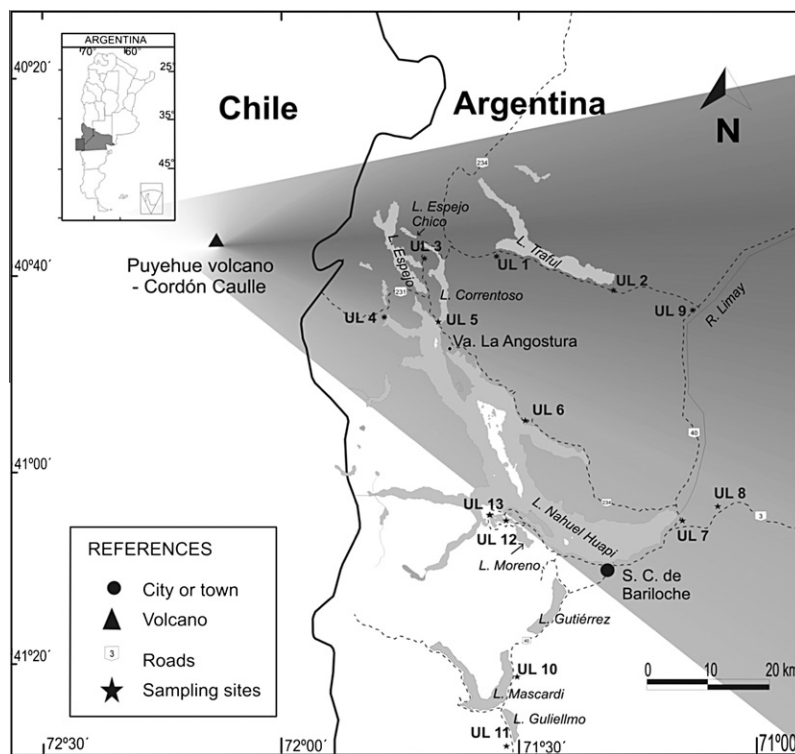 ARGENTINA
70° 60°
25°
35°
45°
40°20'
40°40'
41°00'
41°20'
Chile
Argentina
N
234
L. Espejo
Chico
UL 3
L. Espejo
L. Traful
UL 1
UL 2
Puyehue volcano
- Cordón Caulle
231
L. Correntoso
UL 4
UL 5
UL 9
R. Limay
Va. La Angostura
UL 6
40
234
UL 8
3
UL 13
UL 12
L. Nahuel Huapi
UL 7
L. Moreno
S. C. de
Bariloche
L. Gutiérrez
40
UL 10
L. Mascardi
L. Guliellmo
UL 11
REFERENCES
City or town
Volcano
3
Roads
Sampling sites
0 10 20 km
72°30'
72°00'
71°30'
71°00'